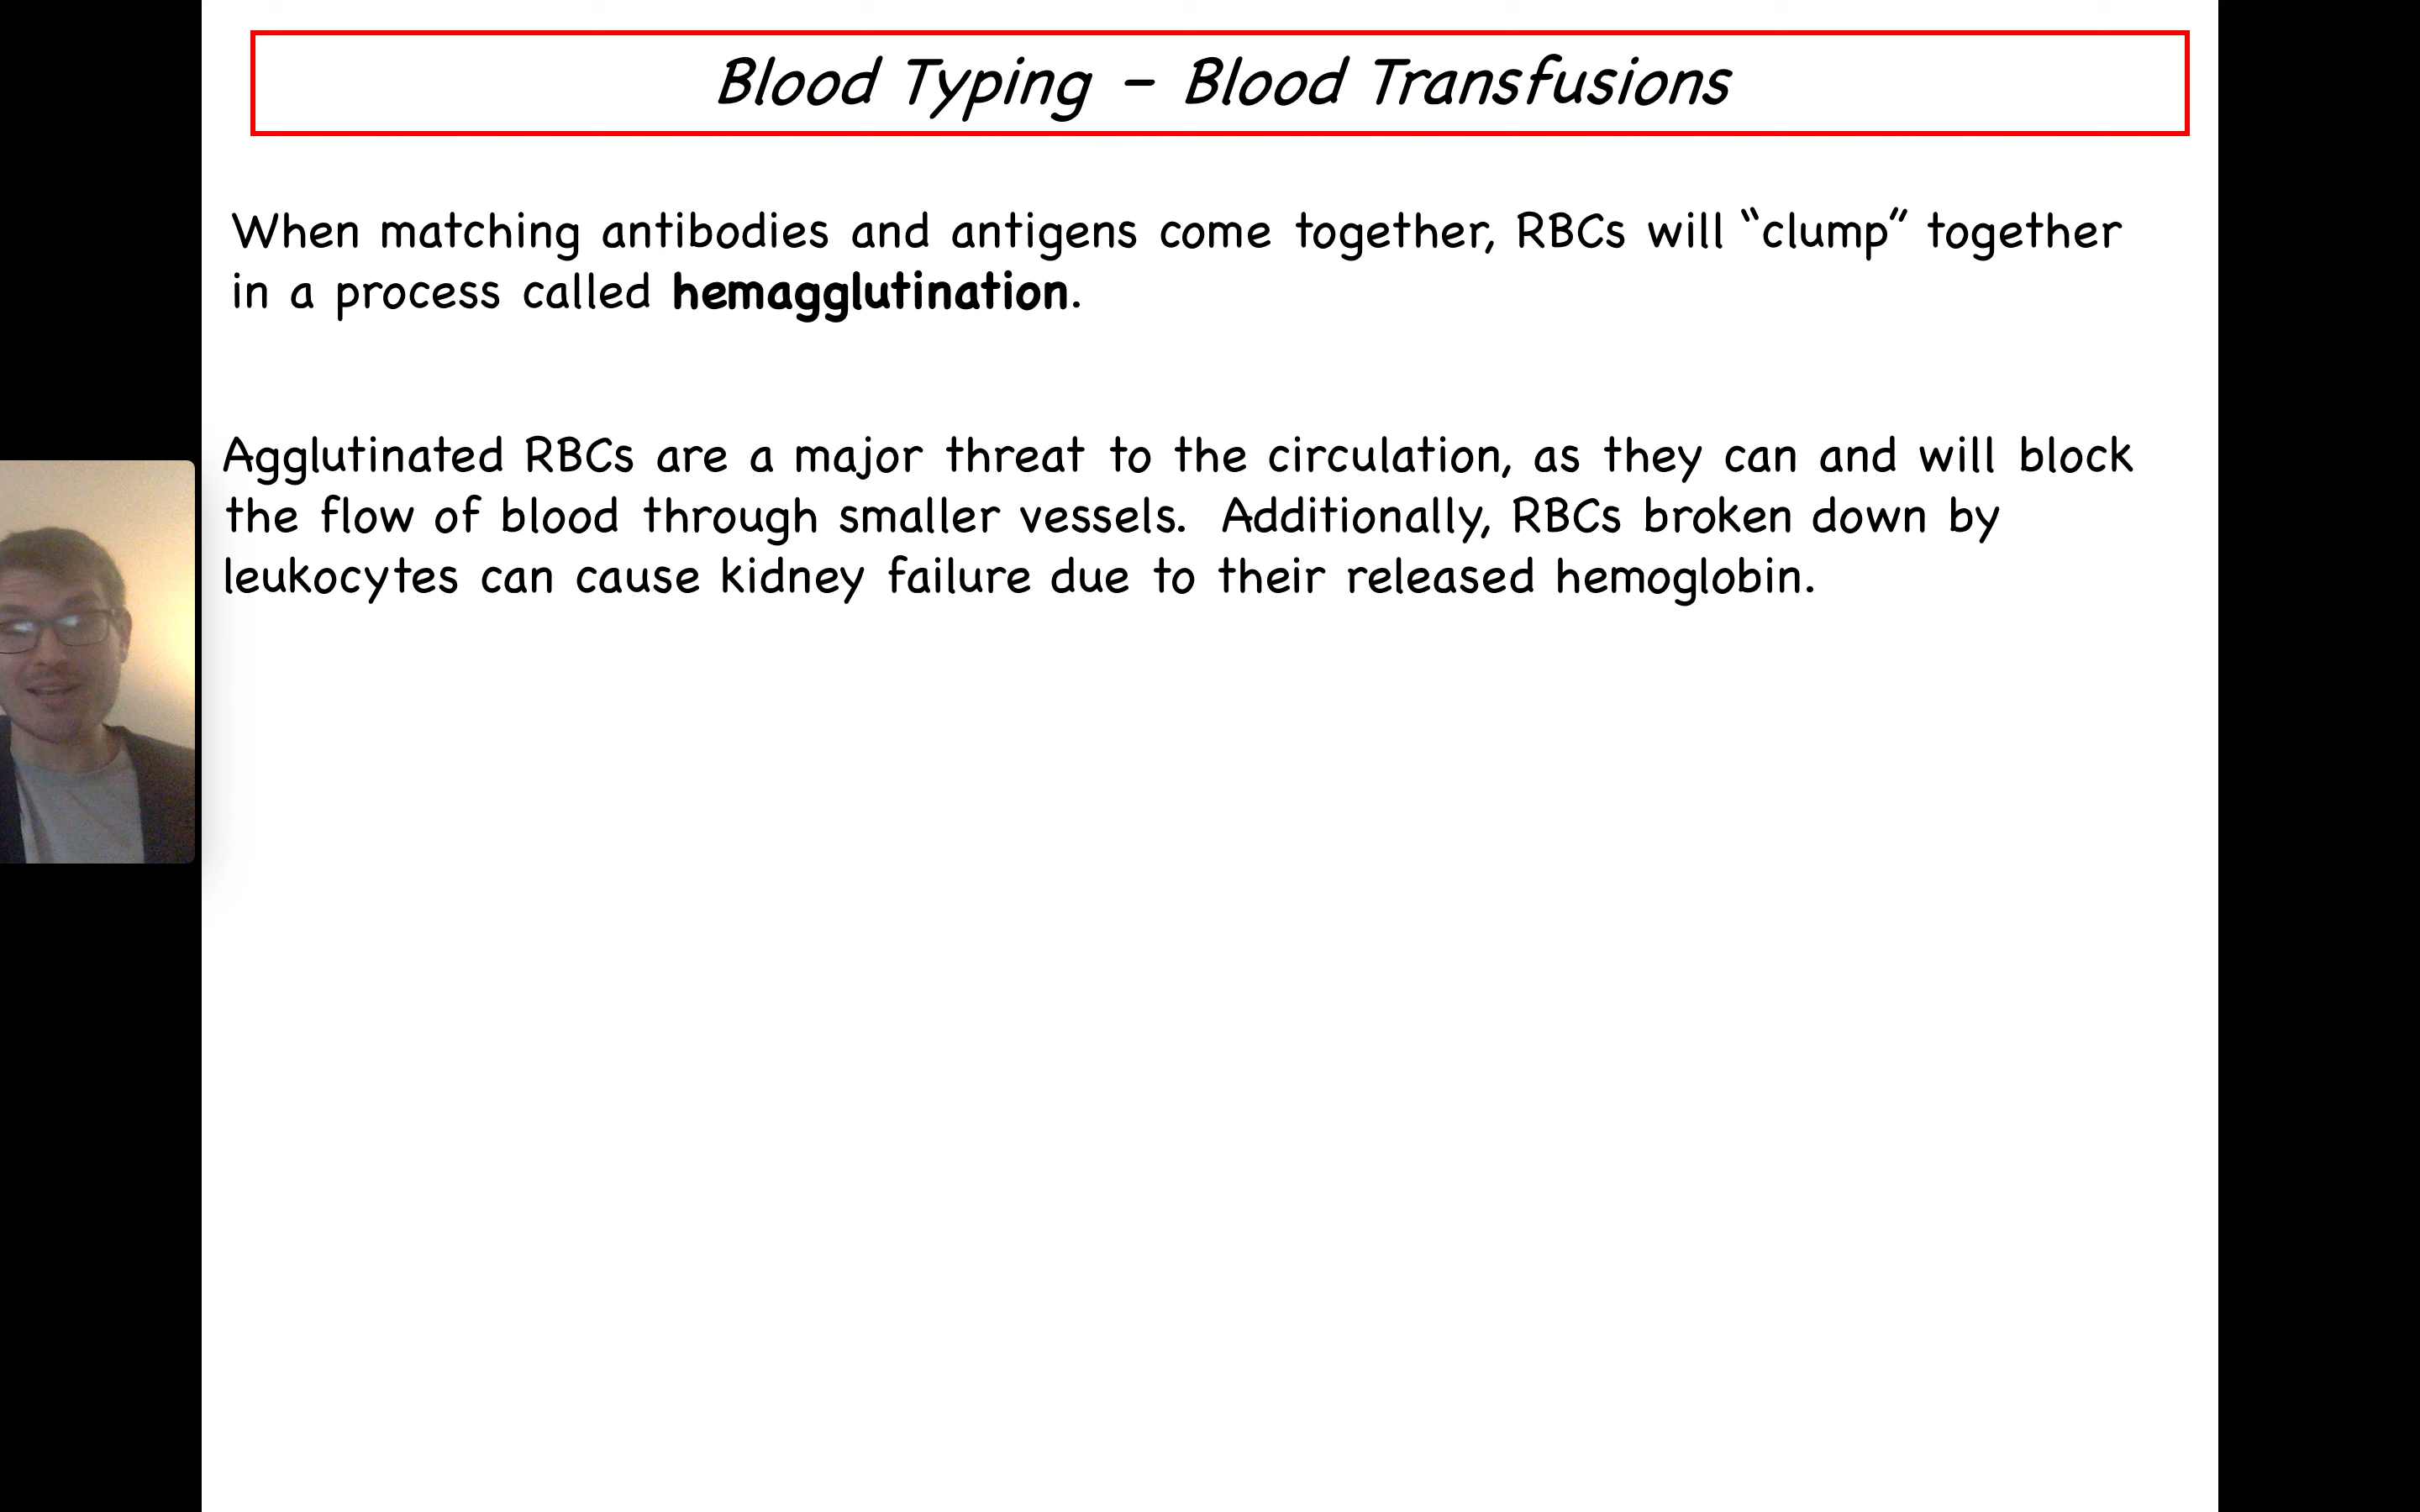 Blood Typing – Blood Transfusions
When matching antibodies and antigens come together, RBCs will “clump” together
in a process called hemagglutination.
Agglutinated RBCs are a major threat to the circulation, as they can and will block
the flow of blood through smaller vessels.  Additionally, RBCs broken down by
leukocytes can cause kidney failure due to their released hemoglobin.